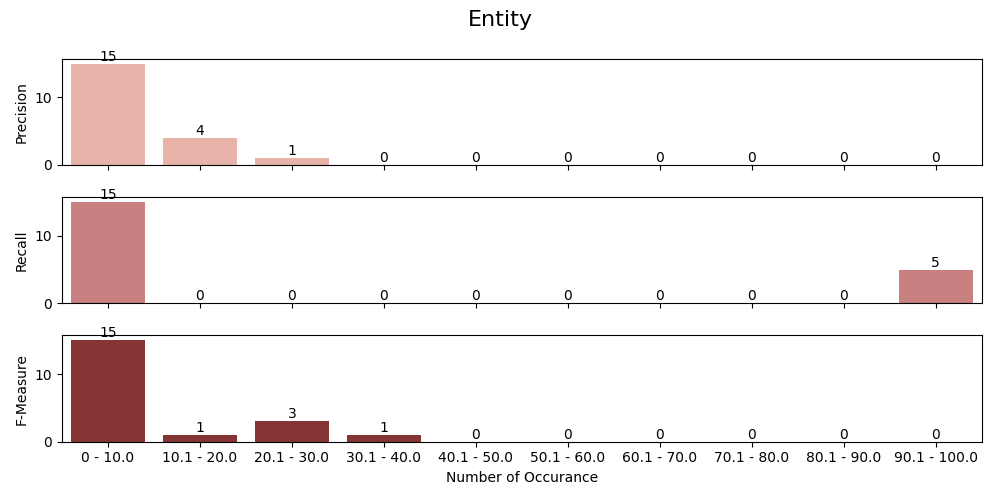 Entity
Precision
10
0
15 4 1 0 0 0 0 0 0 0
Recall
10
0
15 0 0 0 0 0 0 0 0 5
F-Measure
10
0
15 1 3 1 0 0 0 0 0 0
0 - 10.0 10.1 - 20.0 20.1 - 30.0 30.1 - 40.0 40.1 - 50.0 50.1 - 60.0 60.1 - 70.0 70.1 - 80.0 80.1 - 90.0 90.1 - 100.0
Number of Occurance